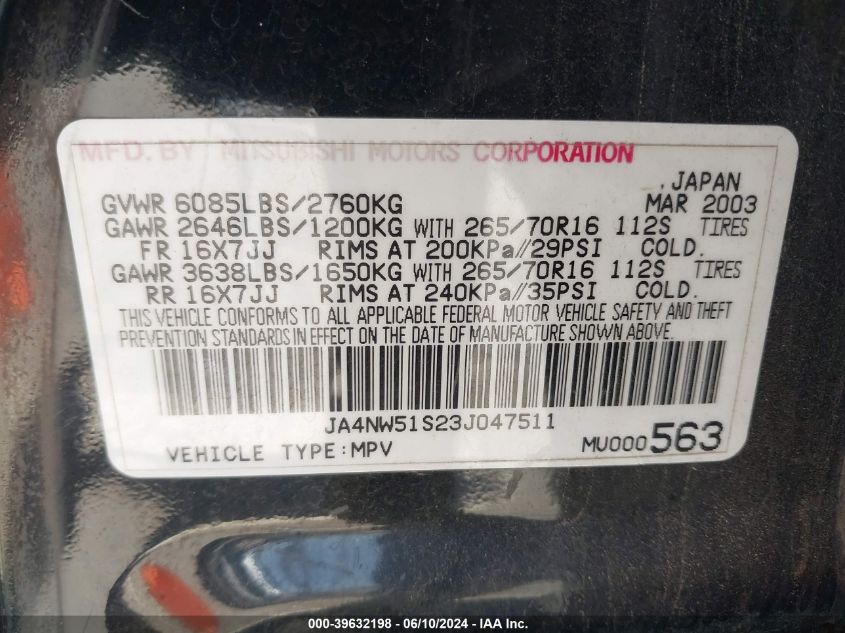 MFD. BY MITSUBISHI MOTORS CORPORATION
, JAPAN
GVWR 6085LBS/2760KG MAR 2003
GAWR 2646LBS/1200KG WITH 265/70R16 112S TIRES
FR 16X7JJ RIMS AT 200KPa//29PSI COLD.
GAWR 3638LBS/1650KG WITH 265/70R16 112S TIRES
RR 16X7JJ RIMS AT 240KPa//35PSI COLD.
THIS VEHICLE CONFORMS TO ALL APPLICABLE FEDERAL MOTOR VEHICLE SAFETY AND THEFT
PREVENTION STANDARDS IN EFFECT ON THE DATE OF MANUFACTURE SHOWN ABOVE.
JA4NW51S23J047511
VEHICLE TYPE:MPV MU000563
000-39632198 - 06/10/2024 - IAA Inc.